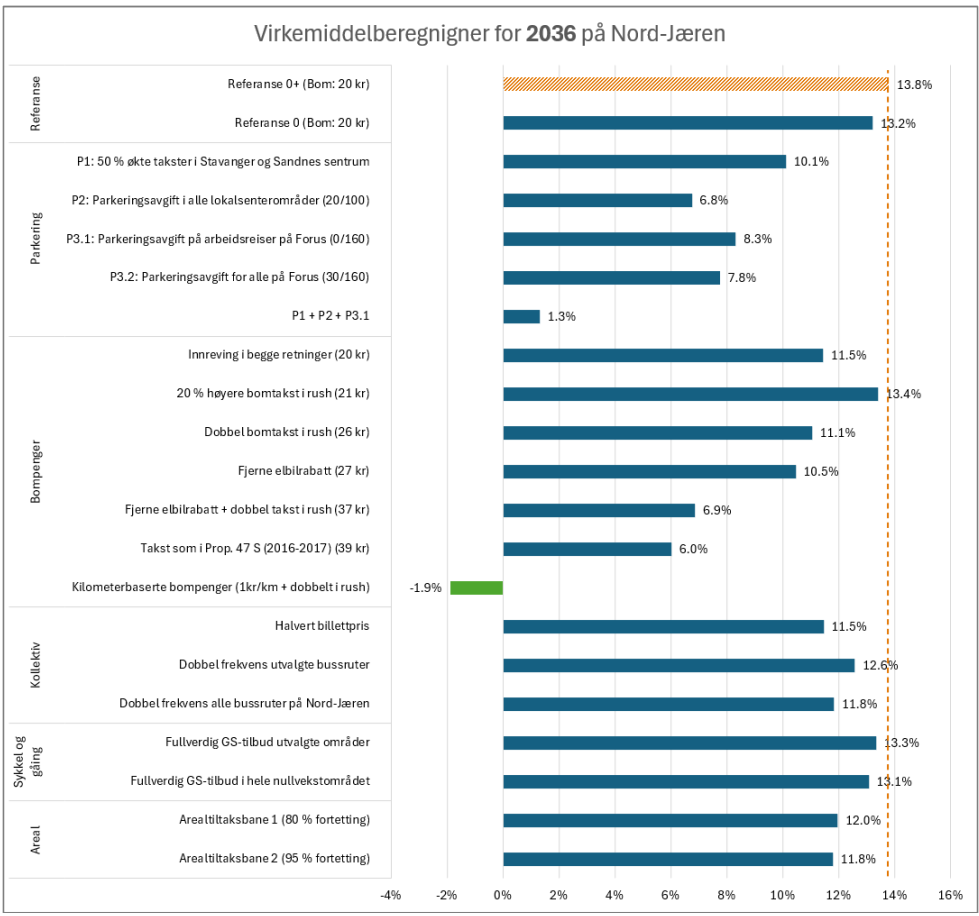 Virkemiddelberegnigner for 2036 på Nord-Jæren
Referanse
Referanse 0+ (Bom: 20 kr) 13.8%
Referanse 0 (Bom: 20 kr) 13.2%
Parkering
P1: 50 % økte takster i Stavanger og Sandnes sentrum 10.1%
P2: Parkeringsavgift i alle lokalsenterområder (20/100) 6.8%
P3.1: Parkeringsavgift på arbeidsreiser på Forus (0/160) 8.3%
P3.2: Parkeringsavgift for alle på Forus (30/160) 7.8%
P1 + P2 + P3.1 1.3%
Bompenger
Innreving i begge retninger (20 kr) 11.5%
20 % høyere bomtakst i rush (21 kr) 13.4%
Dobbel bomtakst i rush (26 kr) 11.1%
Fjerne elbilrabatt (27 kr) 10.5%
Fjerne elbilrabatt + dobbel takst i rush (37 kr) 6.9%
Takst som i Prop. 47 S (2016-2017) (39 kr) 6.0%
Kilometerbaserte bompenger (1kr/km + dobbelt i rush) -1.9%
Kollektiv
Halvert billettpris 11.5%
Dobbel frekvens utvalgte bussruter 12.6%
Dobbel frekvens alle bussruter på Nord-Jæren 11.8%
Sykkel og
gåing
Fullverdig GS-tilbud utvalgte områder 13.3%
Fullverdig GS-tilbud i hele nullvekstområdet 13.1%
Areal
Arealtiltaksbane 1 (80 % fortetting) 12.0%
Arealtiltaksbane 2 (95 % fortetting) 11.8%
-4% -2% 0% 2% 4% 6% 8% 10% 12% 14% 16%